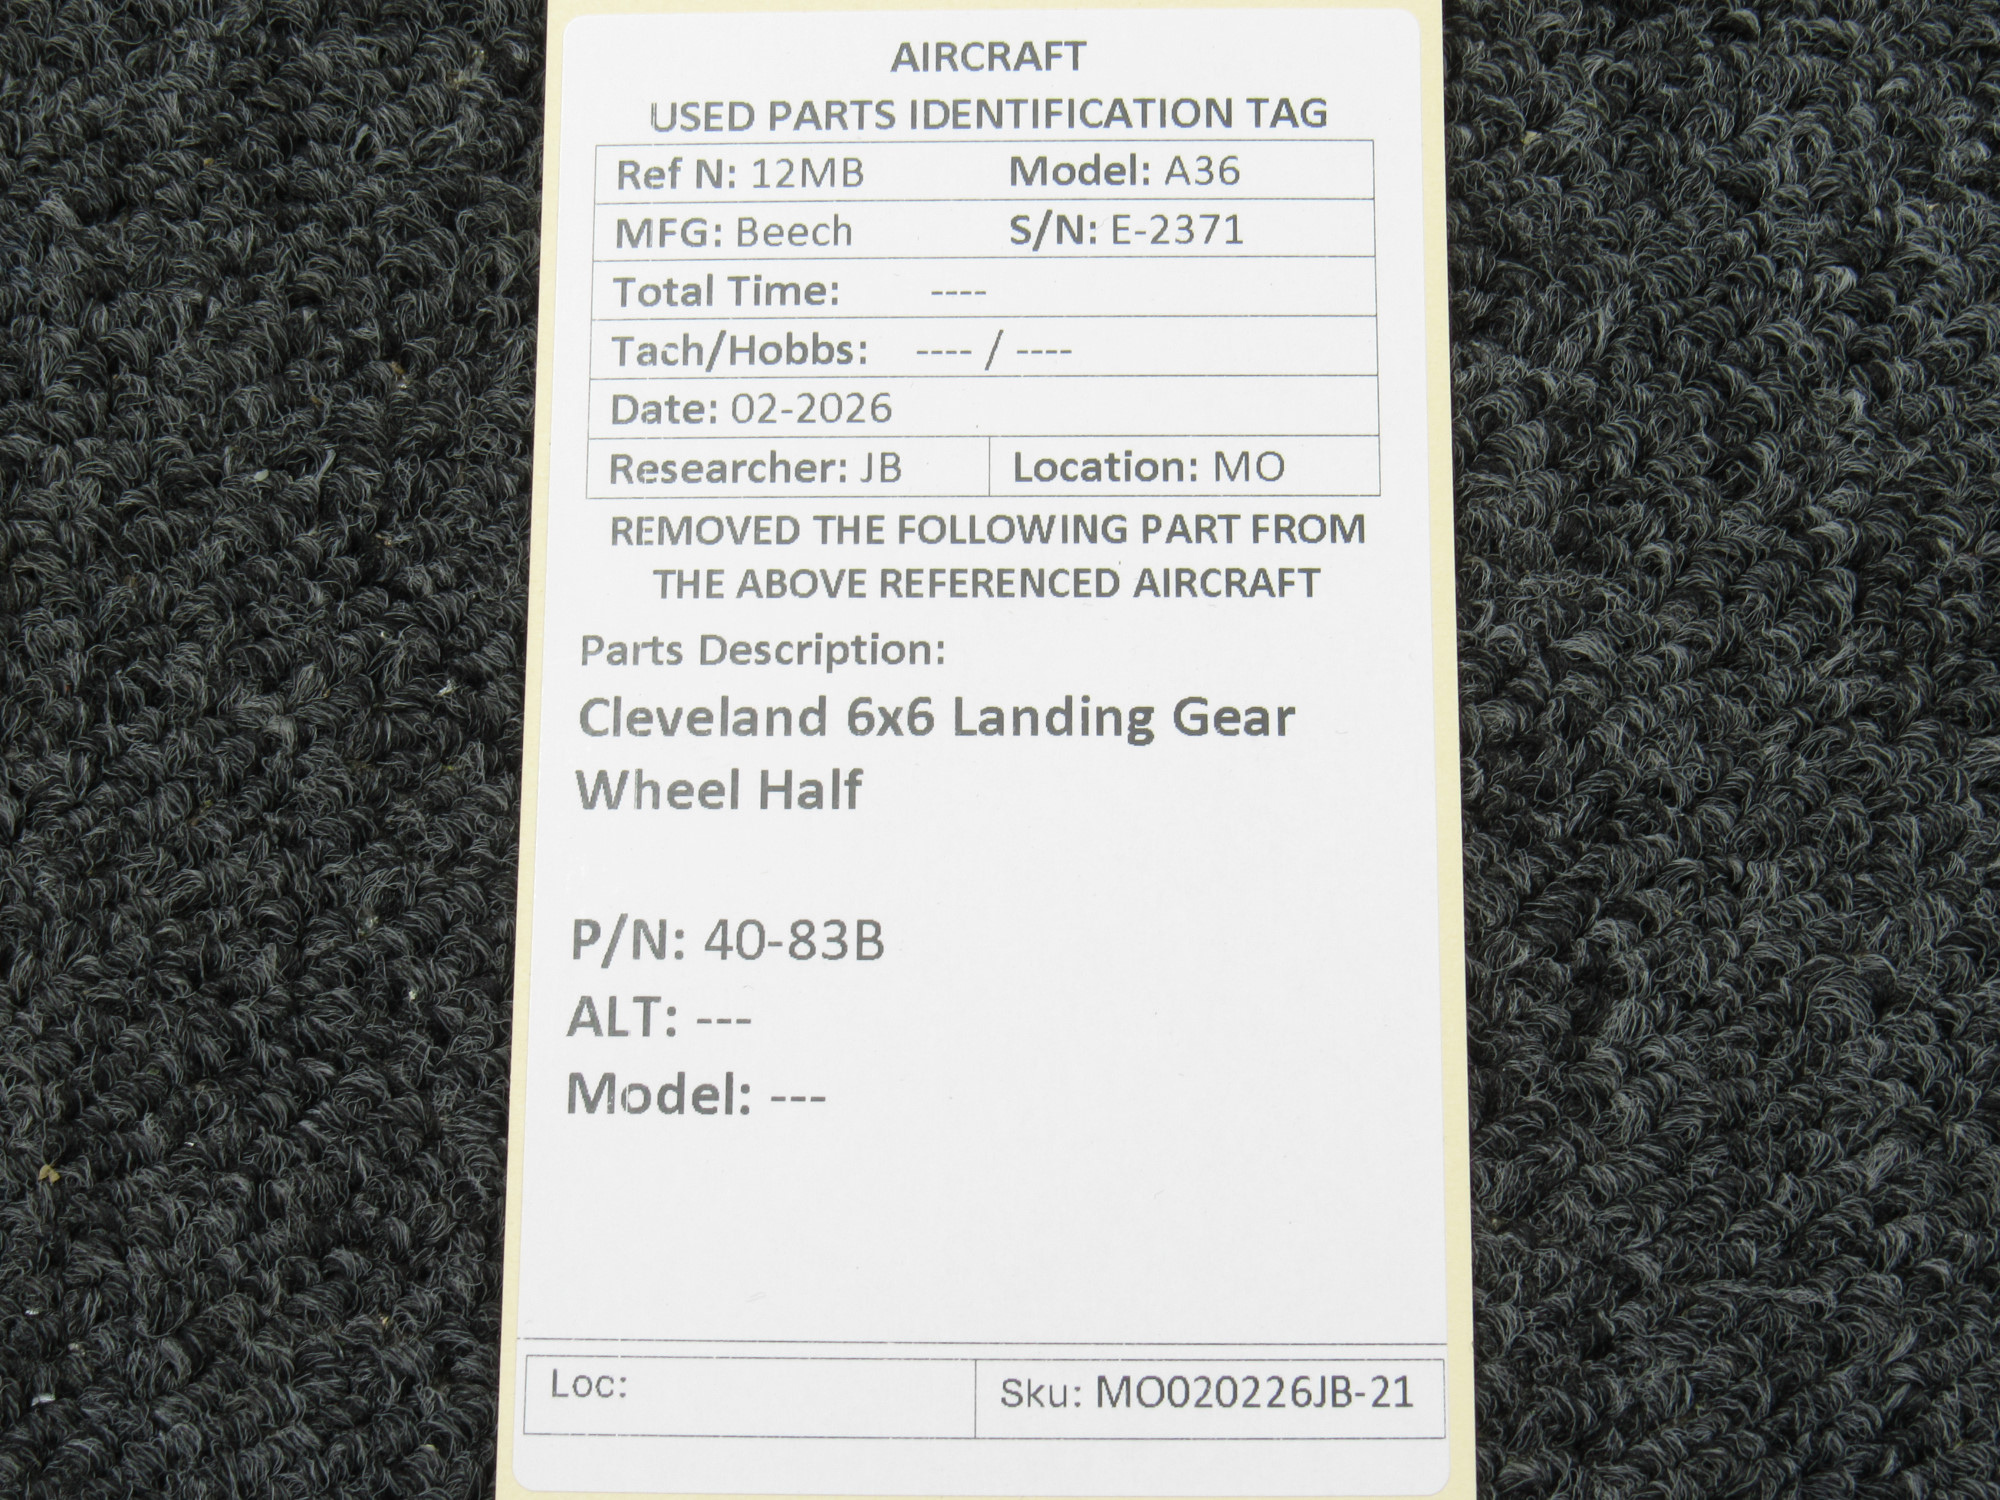 AIRCRAFT
USED PARTS IDENTIFICATION TAG
Ref N: 12MB Model: A36
MFG: Beech S/N: E-2371
Total Time: ----
Tach/Hobbs: ---- / ----
Date: 02-2026
Researcher: JB Location: MO
REMOVED THE FOLLOWING PART FROM
THE ABOVE REFERENCED AIRCRAFT
Parts Description:
Cleveland 6x6 Landing Gear
Wheel Half
P/N: 40-83B
ALT: ---
Model: ---
Loc: Sku: MO020226JB-21